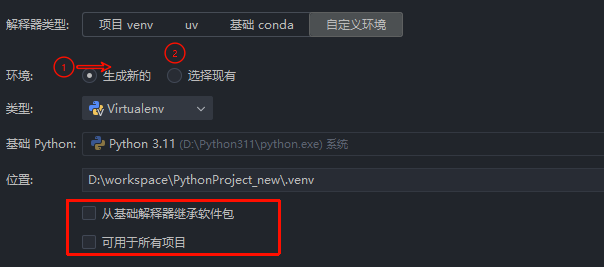 解释器类型: 项目 venv uv 基础 conda 自定义环境
① ②
环境: 生成新的 选择现有
类型: Virtualenv
基础 Python: Python 3.11 (D:\Python311\python.exe) 系统
位置: D:\workspace\PythonProject_new\.venv
从基础解释器继承软件包
可用于所有项目